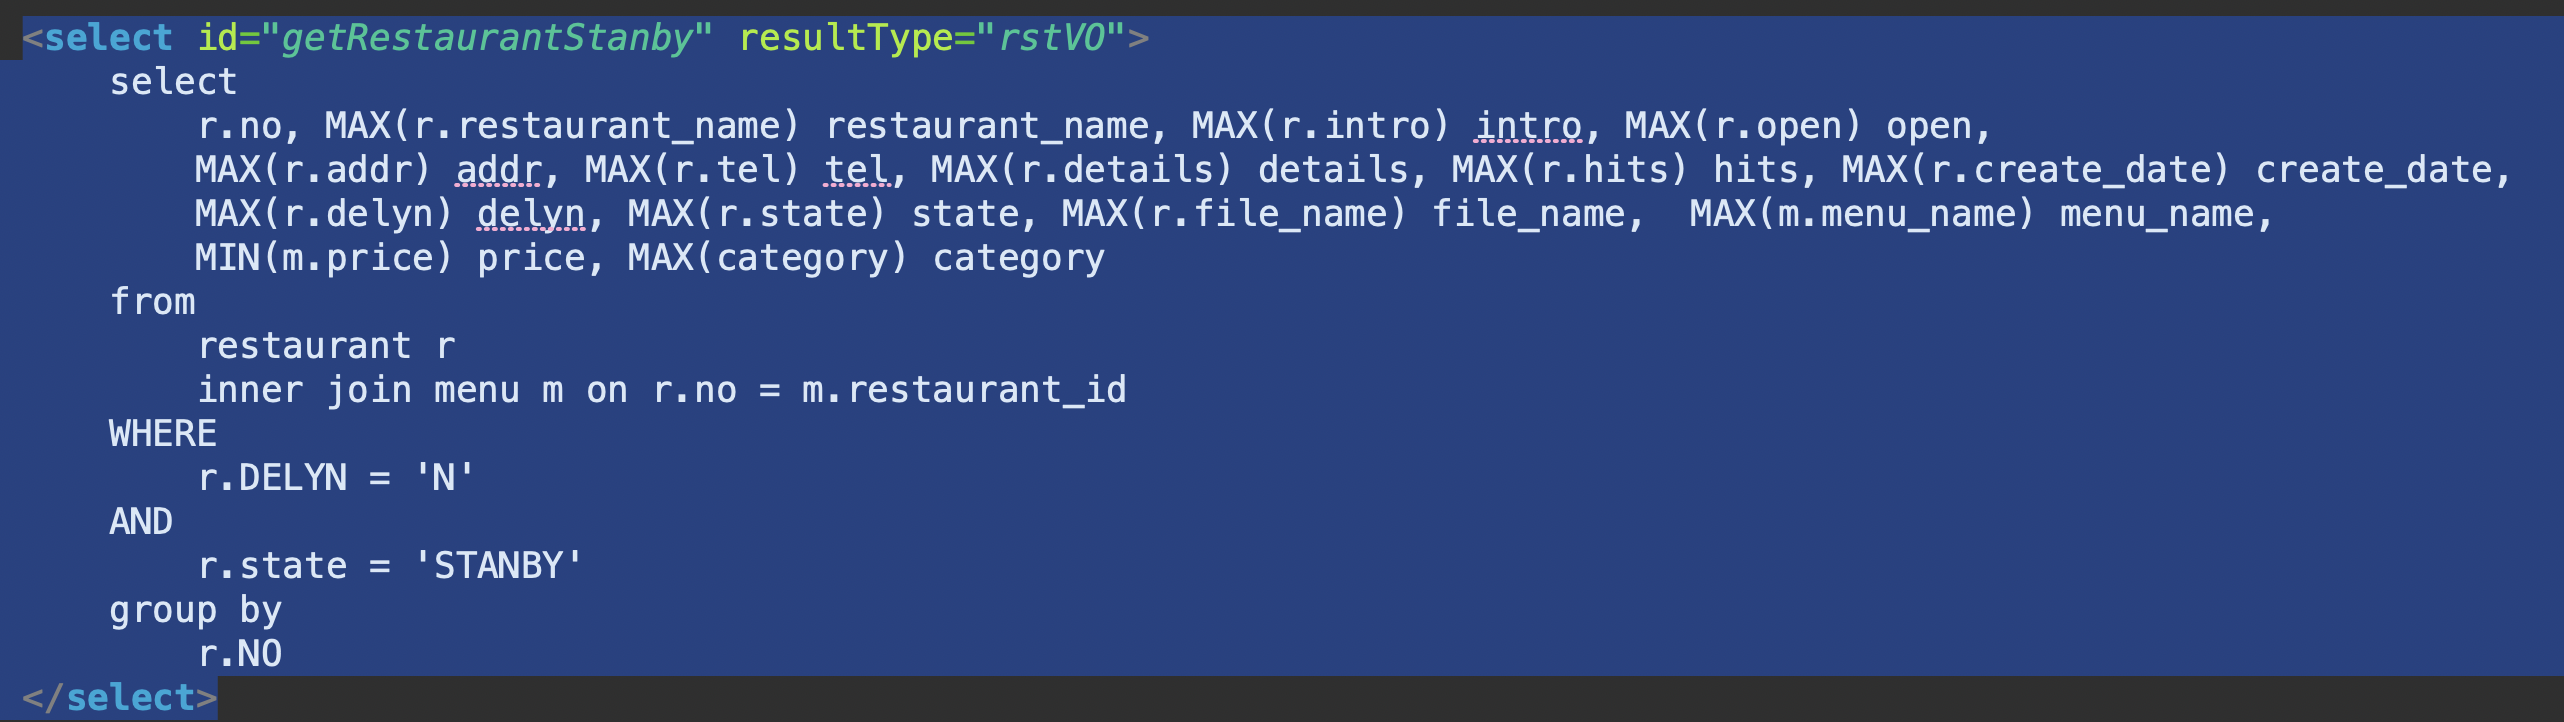 <select id="getRestaurantStanby" resultType="rstVO">
select
r.no, MAX(r.restaurant_name) restaurant_name, MAX(r.intro) intro, MAX(r.open) open,
MAX(r.addr) addr, MAX(r.tel) tel, MAX(r.details) details, MAX(r.hits) hits, MAX(r.create_date) create_date,
MAX(r.delyn) delyn, MAX(r.state) state, MAX(r.file_name) file_name,  MAX(m.menu_name) menu_name,
MIN(m.price) price, MAX(category) category
from
restaurant r
inner join menu m on r.no = m.restaurant_id
WHERE
r.DELYN = 'N'
AND
r.state = 'STANBY'
group by
r.NO
</select>